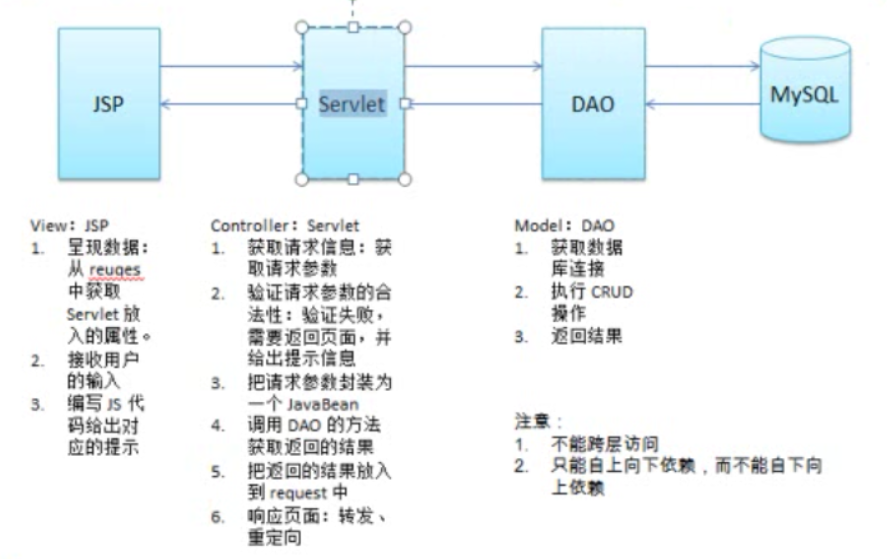 JSP
Servlet
DAO
MySQL
View：JSP
1. 呈现数据：
从 reuqes
中获取
Servlet 放
入的属性。
2. 接收用户
的输入
3. 编写 JS 代
码给出对
应的提示
Controller：Servlet
1. 获取请求信息：获
取请求参数
2. 验证请求参数的合
法性：验证失败，
需要返回页面，并
给出提示信息
3. 把请求参数封装为
一个 JavaBean
4. 调用 DAO 的方法
获取返回的结果
5. 把返回的结果放入
到 request 中
6. 响应页面：转发、
重定向
Model：DAO
1. 获取数据
库连接
2. 执行 CRUD
操作
3. 返回结果
注意：
1. 不能跨层访问
2. 只能自上向下依赖，而不能自下向
上依赖